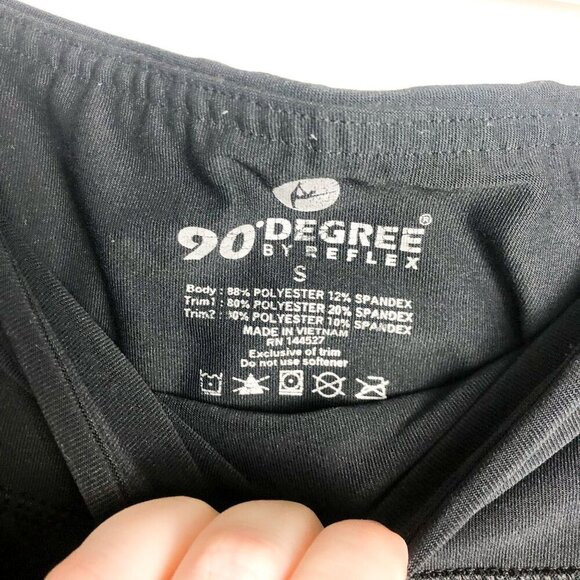 90°DEGREE®
BY REFLEX
S
Body : 88% POLYESTER 12% SPANDEX
Trim1 : 80% POLYESTER 20% SPANDEX
Trim2 : 90% POLYESTER 10% SPANDEX
MADE IN VIETNAM
RN 144527
Exclusive of trim
Do not use softener